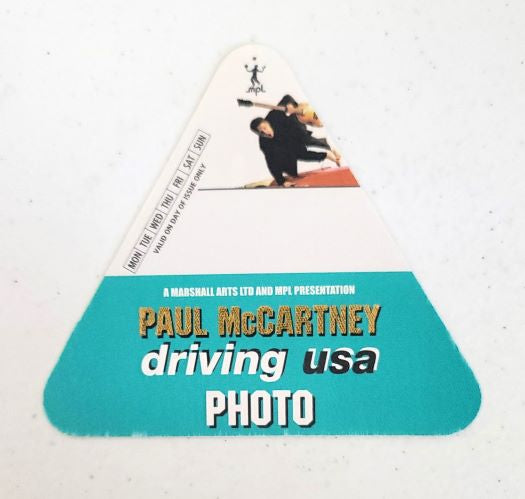 mpl
MON TUE WED THU FRI SAT SUN
VALID ON DAY OF ISSUE ONLY
A MARSHALL ARTS LTD AND MPL PRESENTATION
PAUL McCARTNEY
driving usa
PHOTO